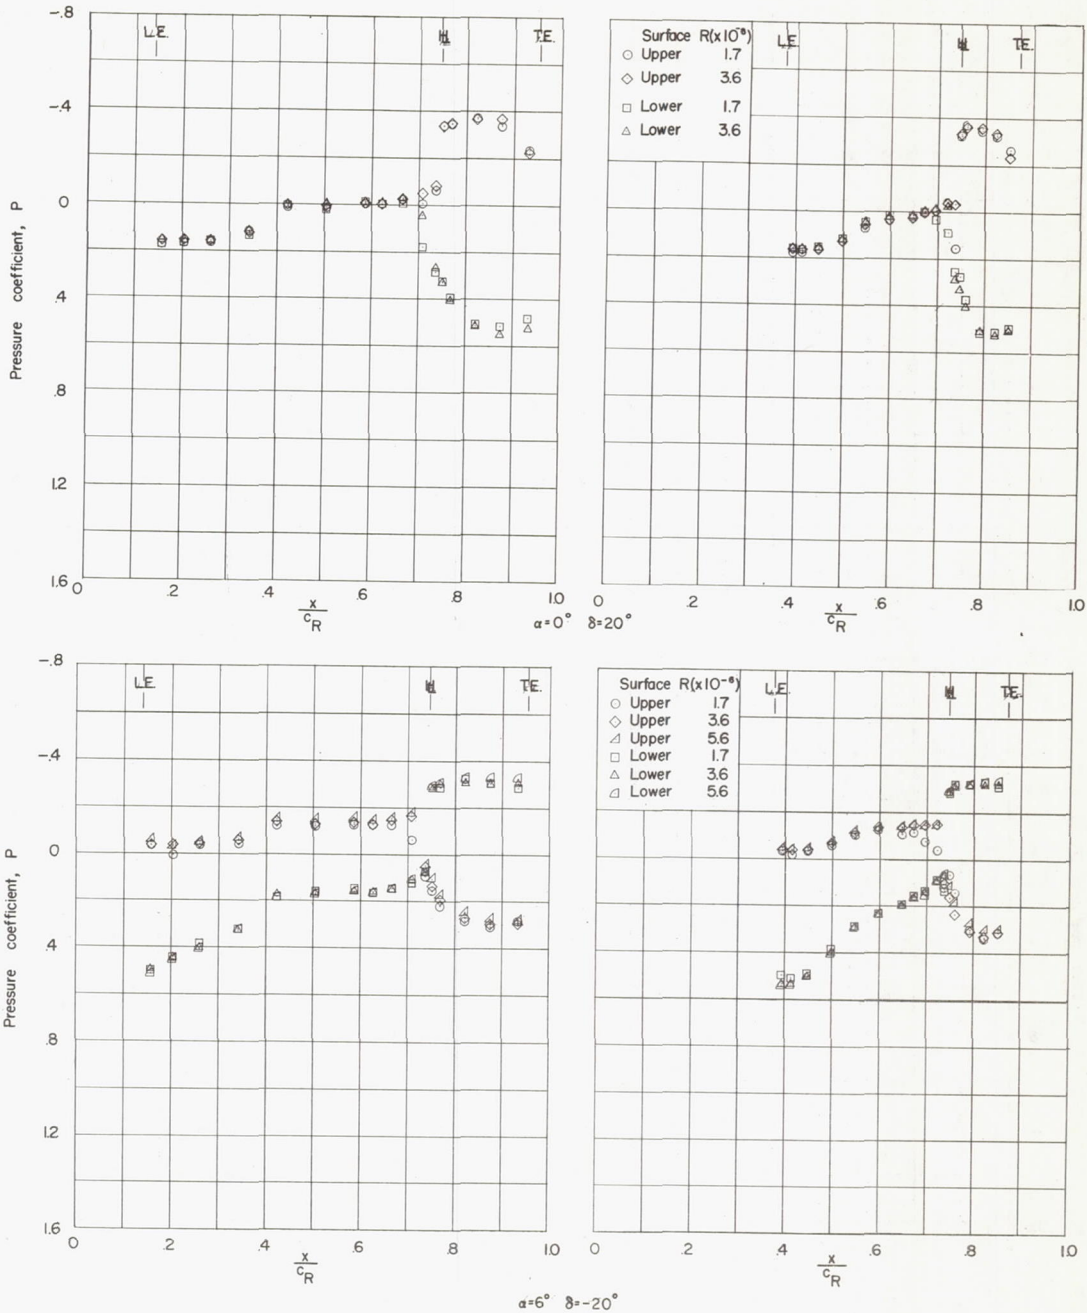 -.8
-.4
0
.4
.8
1.2
1.6
Pressure coefficient, P
L.E.
HL
T.E.
0 .2 .4 .6 .8 1.0
x
c_R
Surface R(x10⁻⁶)
○ Upper 1.7
◇ Upper 3.6
□ Lower 1.7
△ Lower 3.6
L.E.
HL
T.E.
0 .2 .4 .6 .8 1.0
x
c_R
α=0° δ=20°
-.8
-.4
0
.4
.8
1.2
1.6
Pressure coefficient, P
L.E.
HL
T.E.
0 .2 .4 .6 .8 1.0
x
c_R
Surface R(x10⁻⁶)
○ Upper 1.7
◇ Upper 3.6
◿ Upper 5.6
□ Lower 1.7
△ Lower 3.6
◿ Lower 5.6
L.E.
HL
T.E.
0 .2 .4 .6 .8 1.0
x
c_R
α=6° δ=-20°